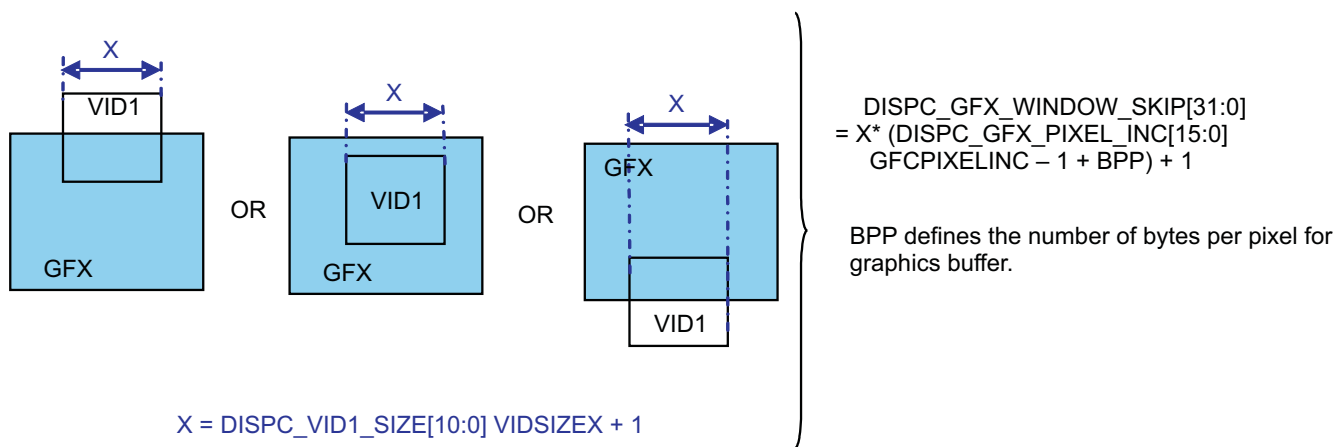 X
VID1
GFX
OR
X
VID1
GFX
OR
X
GFX
VID1
DISPC_GFX_WINDOW_SKIP[31:0]
= X* (DISPC_GFX_PIXEL_INC[15:0]
GFCPIXELINC – 1 + BPP) + 1
BPP defines the number of bytes per pixel for
graphics buffer.
X = DISPC_VID1_SIZE[10:0] VIDSIZEX + 1